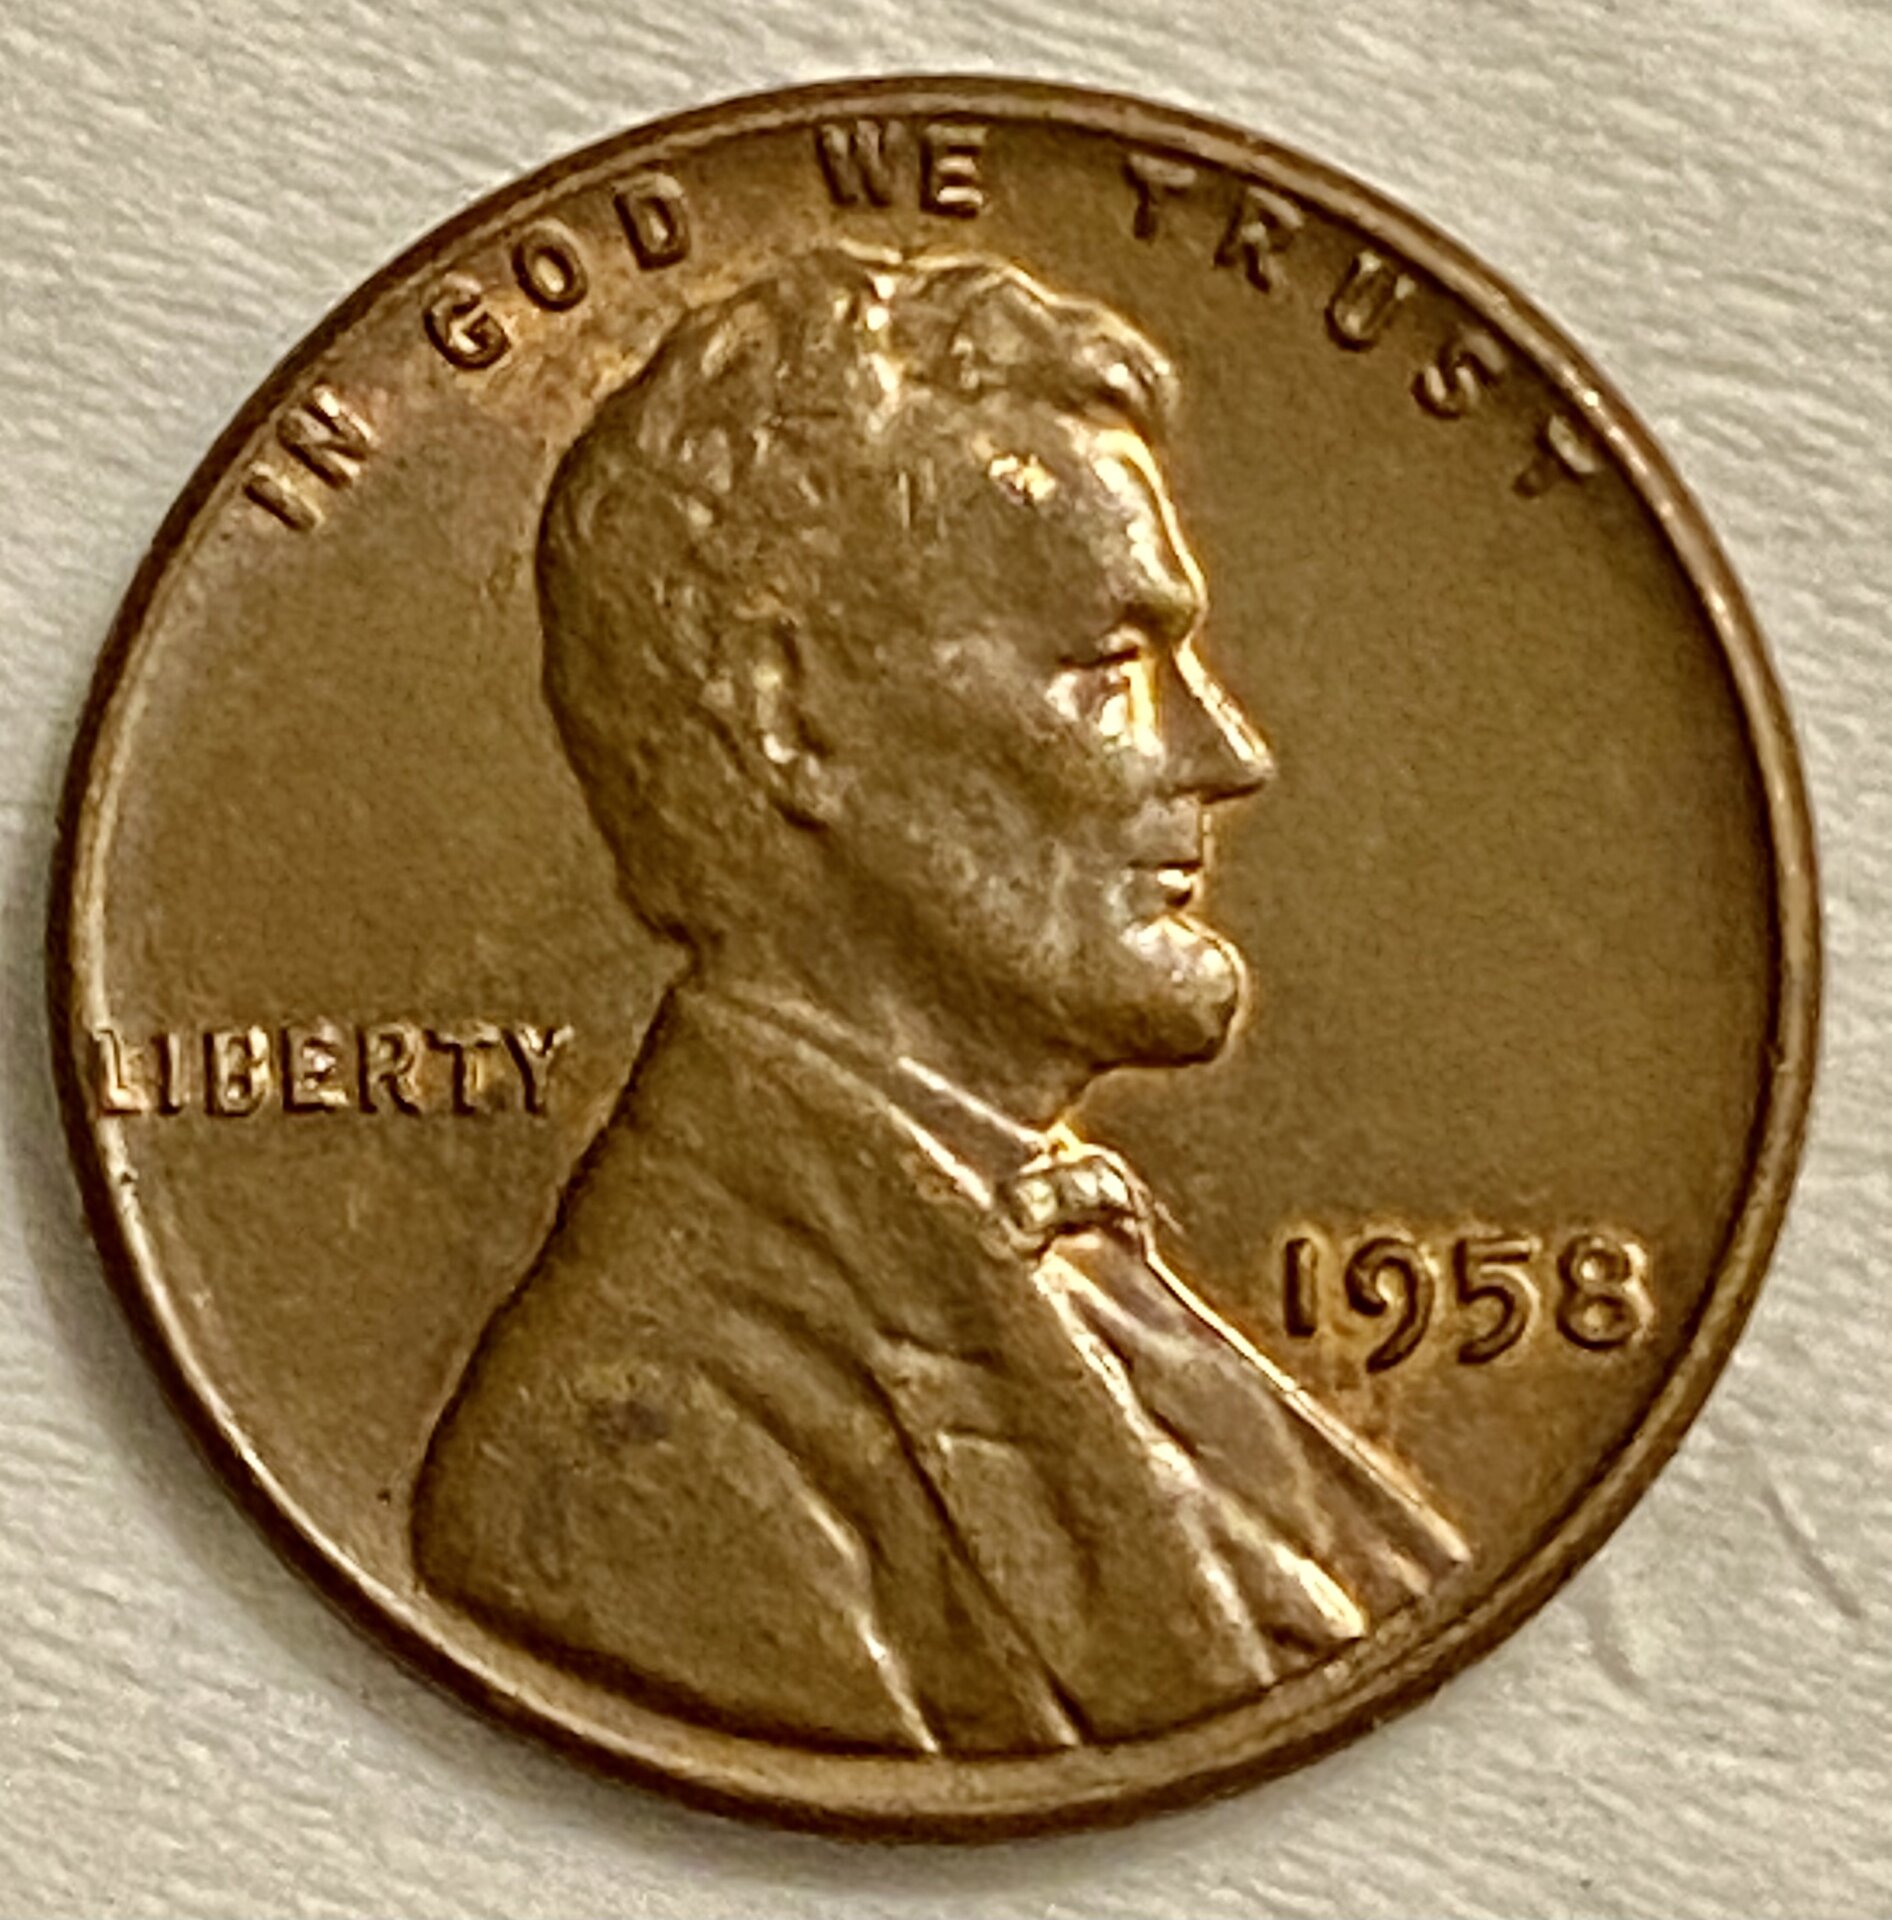 IN GOD WE TRUST
LIBERTY
1958